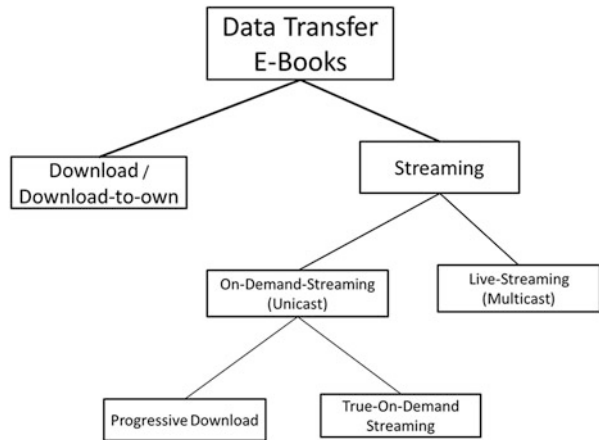 Data Transfer
E-Books
Download /
Download-to-own
Streaming
On-Demand-Streaming
(Unicast)
Live-Streaming
(Multicast)
Progressive Download
True-On-Demand
Streaming